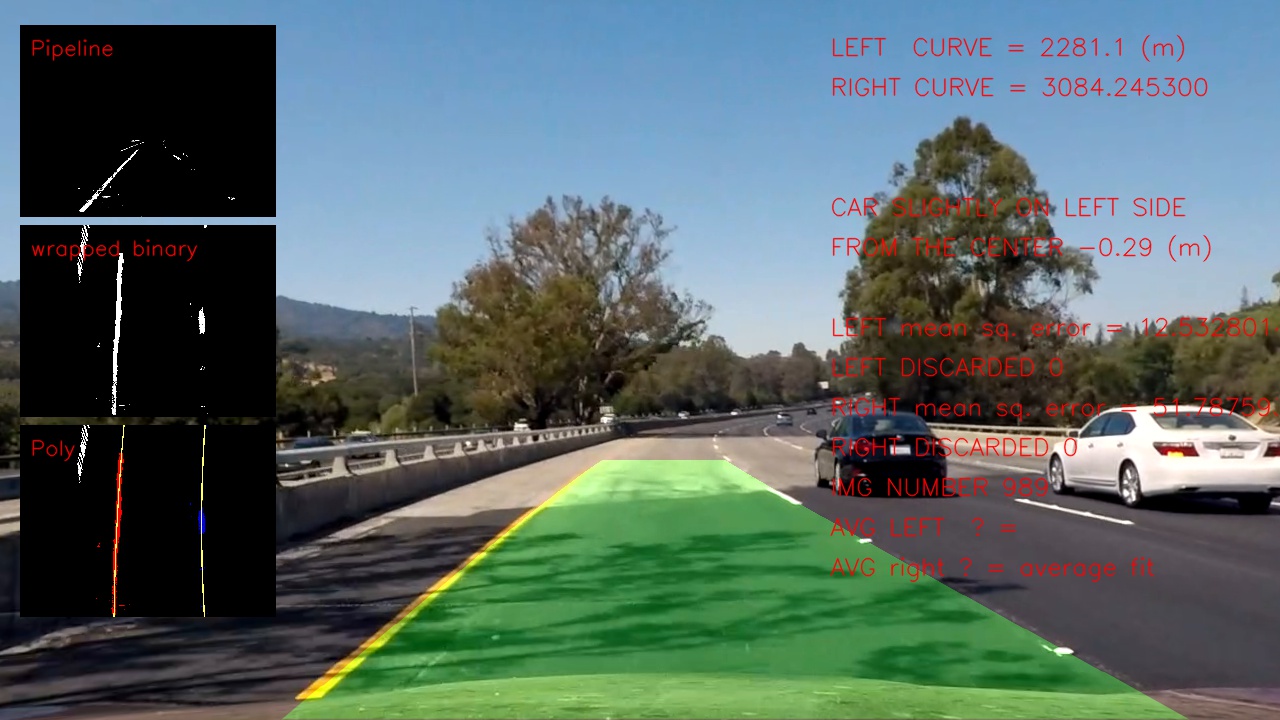 Pipeline
wrapped binary
Poly
LEFT CURVE = 2281.1 (m)
RIGHT CURVE = 3084.245300
CAR SLIGHTLY ON LEFT SIDE
FROM THE CENTER -0.29 (m)
LEFT mean sq. error = 12.532801
LEFT DISCARDED 0
RIGHT mean sq. error = 51.78759
RIGHT DISCARDED 0
IMG NUMBER 989
AVG LEFT ? =
AVG right ? = average fit